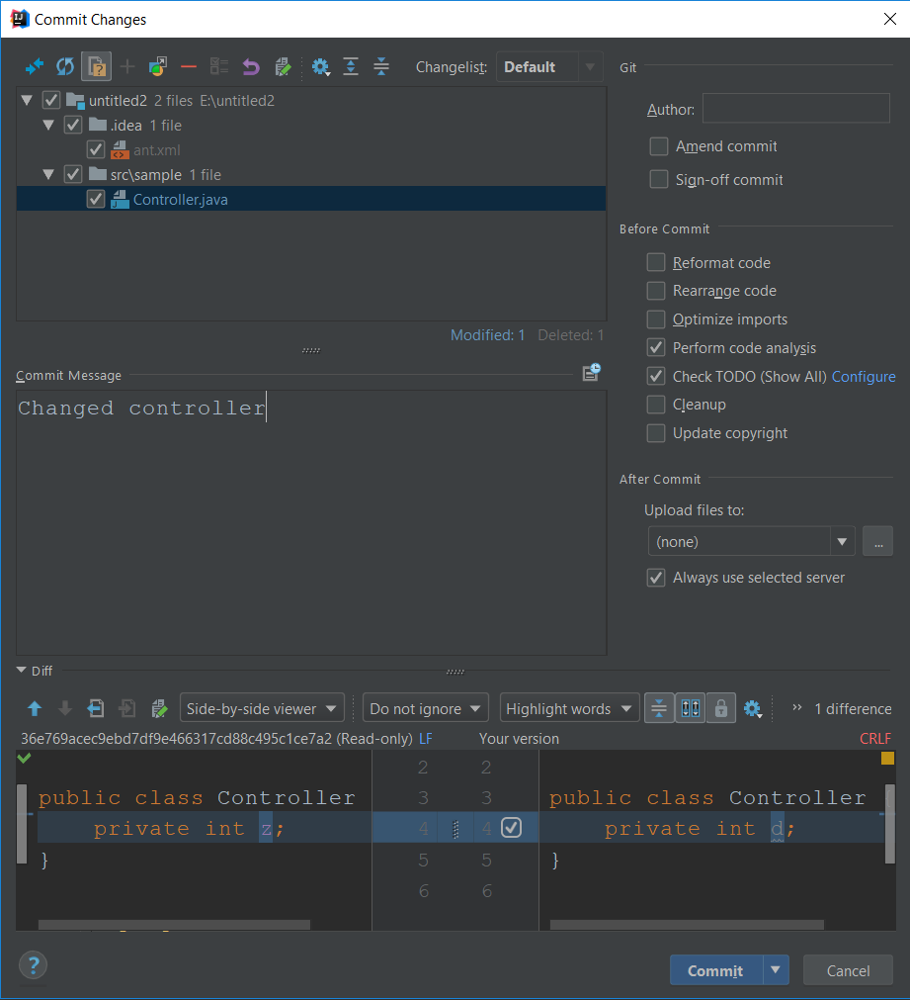 Commit Changes
Changelist: Default
untitled2 2 files E:\untitled2
.idea 1 file
ant.xml
src\sample 1 file
Controller.java
Modified: 1 Deleted: 1
Commit Message
Changed controller
Git
Author:
Amend commit
Sign-off commit
Before Commit
Reformat code
Rearrange code
Optimize imports
Perform code analysis
Check TODO (Show All) Configure
Cleanup
Update copyright
After Commit
Upload files to:
(none)
...
Always use selected server
Diff
Side-by-side viewer Do not ignore Highlight words >> 1 difference
36e769acec9ebd7df9e466317cd88c495c1ce7a2 (Read-only) LF Your version CRLF
2 2
public class Controller 3 3 public class Controller {
private int z; 4 4 private int d;
} 5 5 }
6 6
? Commit Cancel